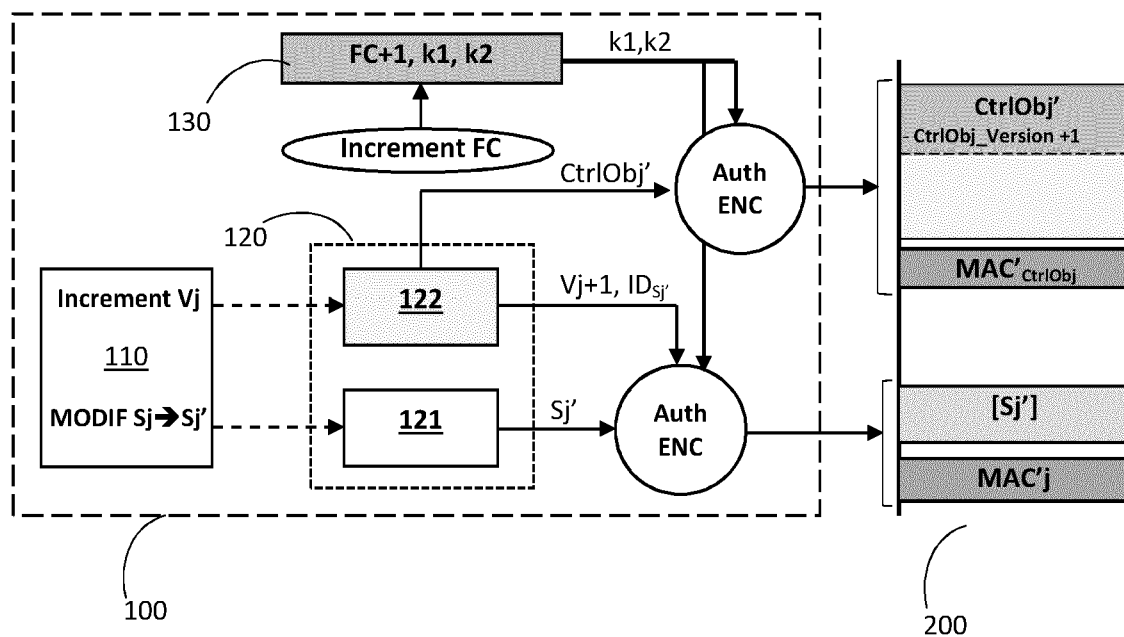 FC+1, k1, k2
k1,k2
130
Increment FC
CtrlObj’
- CtrlObj_Version +1
CtrlObj’
Auth
ENC
120
MAC’CtrlObj
Increment Vj
122
Vj+1, IDSj’
110
MODIF Sj➔Sj’
121
Sj’
Auth
ENC
[Sj’]
MAC’j
100
200